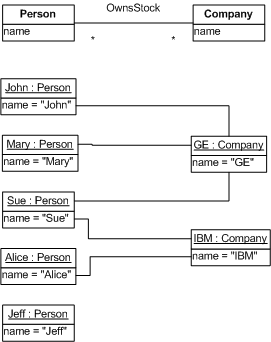 OwnsStock
Person
Company
name
name
* *
John : Person
name = "John"
Mary : Person
GE : Company
name = "Mary"
name = "GE"
Sue : Person
name = "Sue"
IBM : Company
Alice : Person
name = "IBM"
name = "Alice"
Jeff : Person
name = "Jeff"